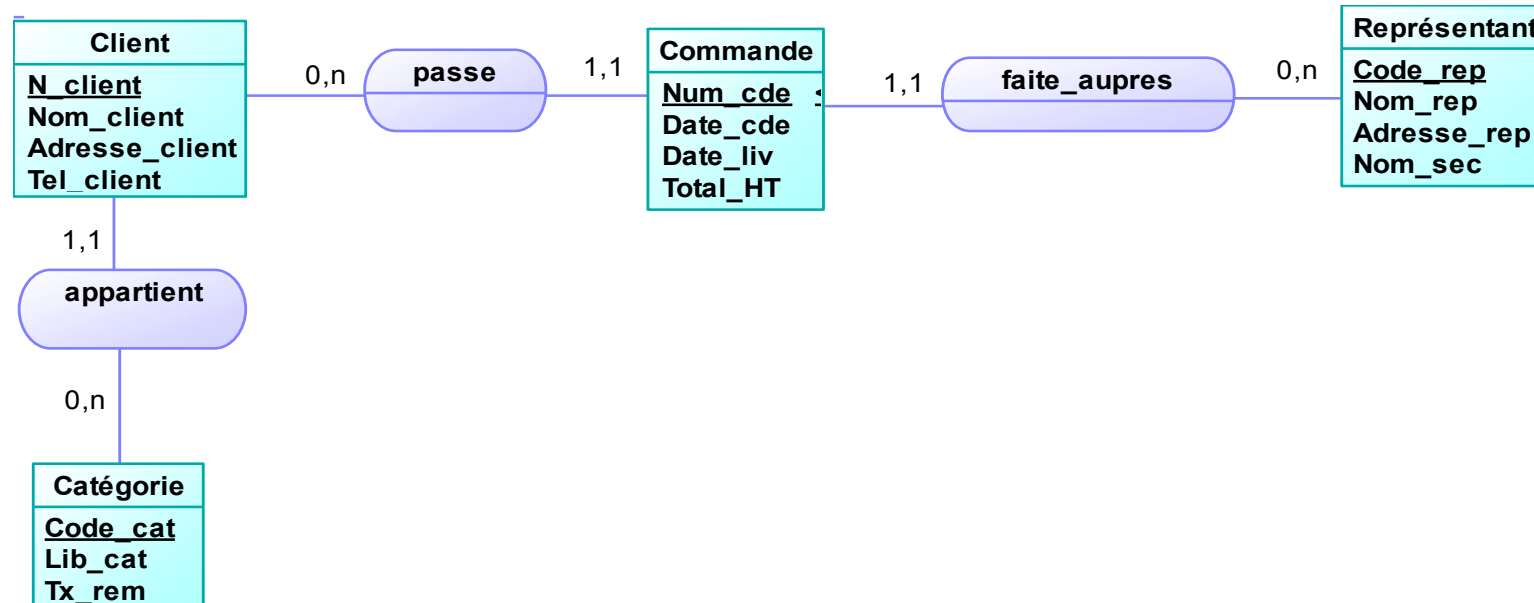 Client
N_client
Nom_client
Adresse_client
Tel_client
0,n
passe
1,1
Commande
Num_cde
Date_cde
Date_liv
Total_HT
1,1
faite_aupres
0,n
Représentant
Code_rep
Nom_rep
Adresse_rep
Nom_sec
1,1
appartient
0,n
Catégorie
Code_cat
Lib_cat
Tx_rem